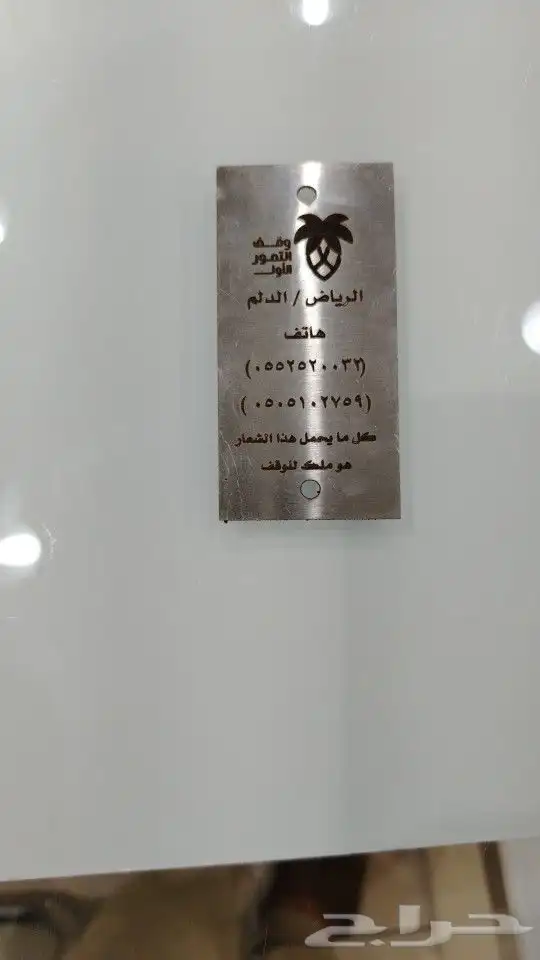 وقف
التمور
الأول
الرياض / الدلم
هاتف
(٠٥٥٢٥٢٠٠٣٢)
(٠٥٠٥١٠٢٧٥٩)
كل ما يحمل هذا الشعار
هو ملك للوقف
حراج